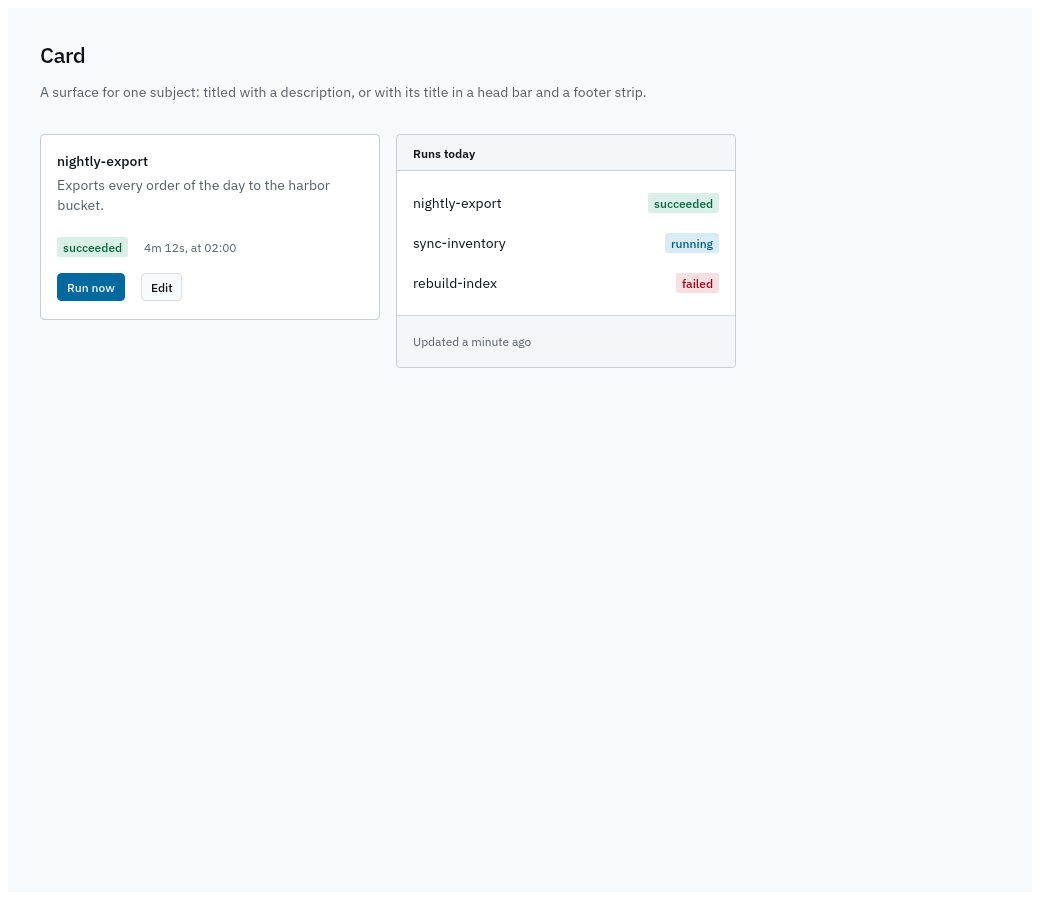 Card
A surface for one subject: titled with a description, or with its title in a head bar and a footer strip.
nightly-export
Exports every order of the day to the harbor
bucket.
succeeded 4m 12s, at 02:00
Run now Edit
Runs today
nightly-export succeeded
sync-inventory running
rebuild-index failed
Updated a minute ago